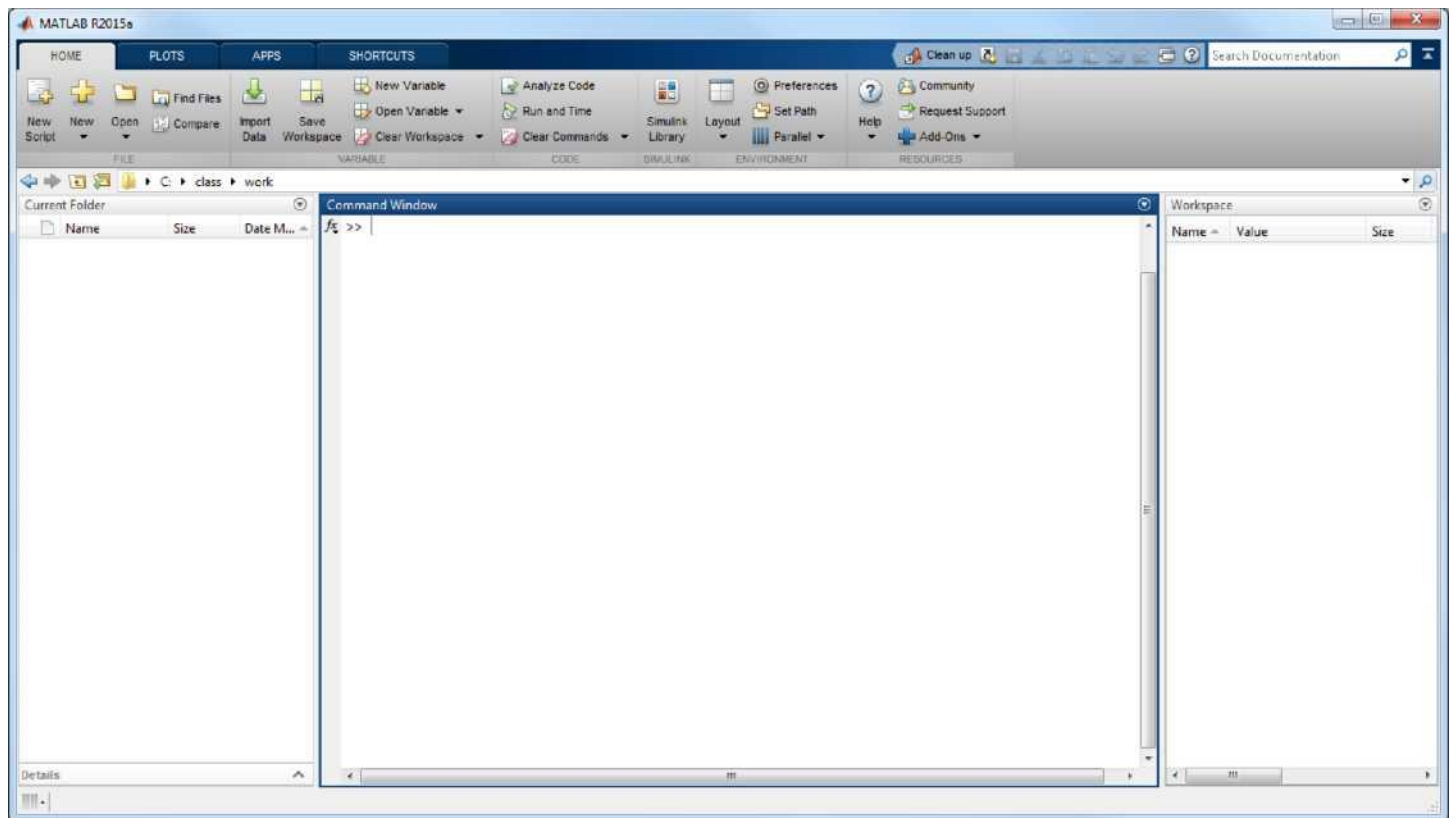 MATLAB R2015a
HOME PLOTS APPS SHORTCUTS Clean up Search Documentation
New Script New Open Find Files Compare Import Data Save Workspace New Variable Open Variable Clear Workspace Analyze Code Run and Time Clear Commands Simulink Library Layout Preferences Set Path Parallel Help Community Request Support Add-Ons
FILE VARIABLE CODE SIMULINK ENVIRONMENT RESOURCES
C: class work
Current Folder Command Window Workspace
Name Size Date M... fx >> Name Value Size
Details